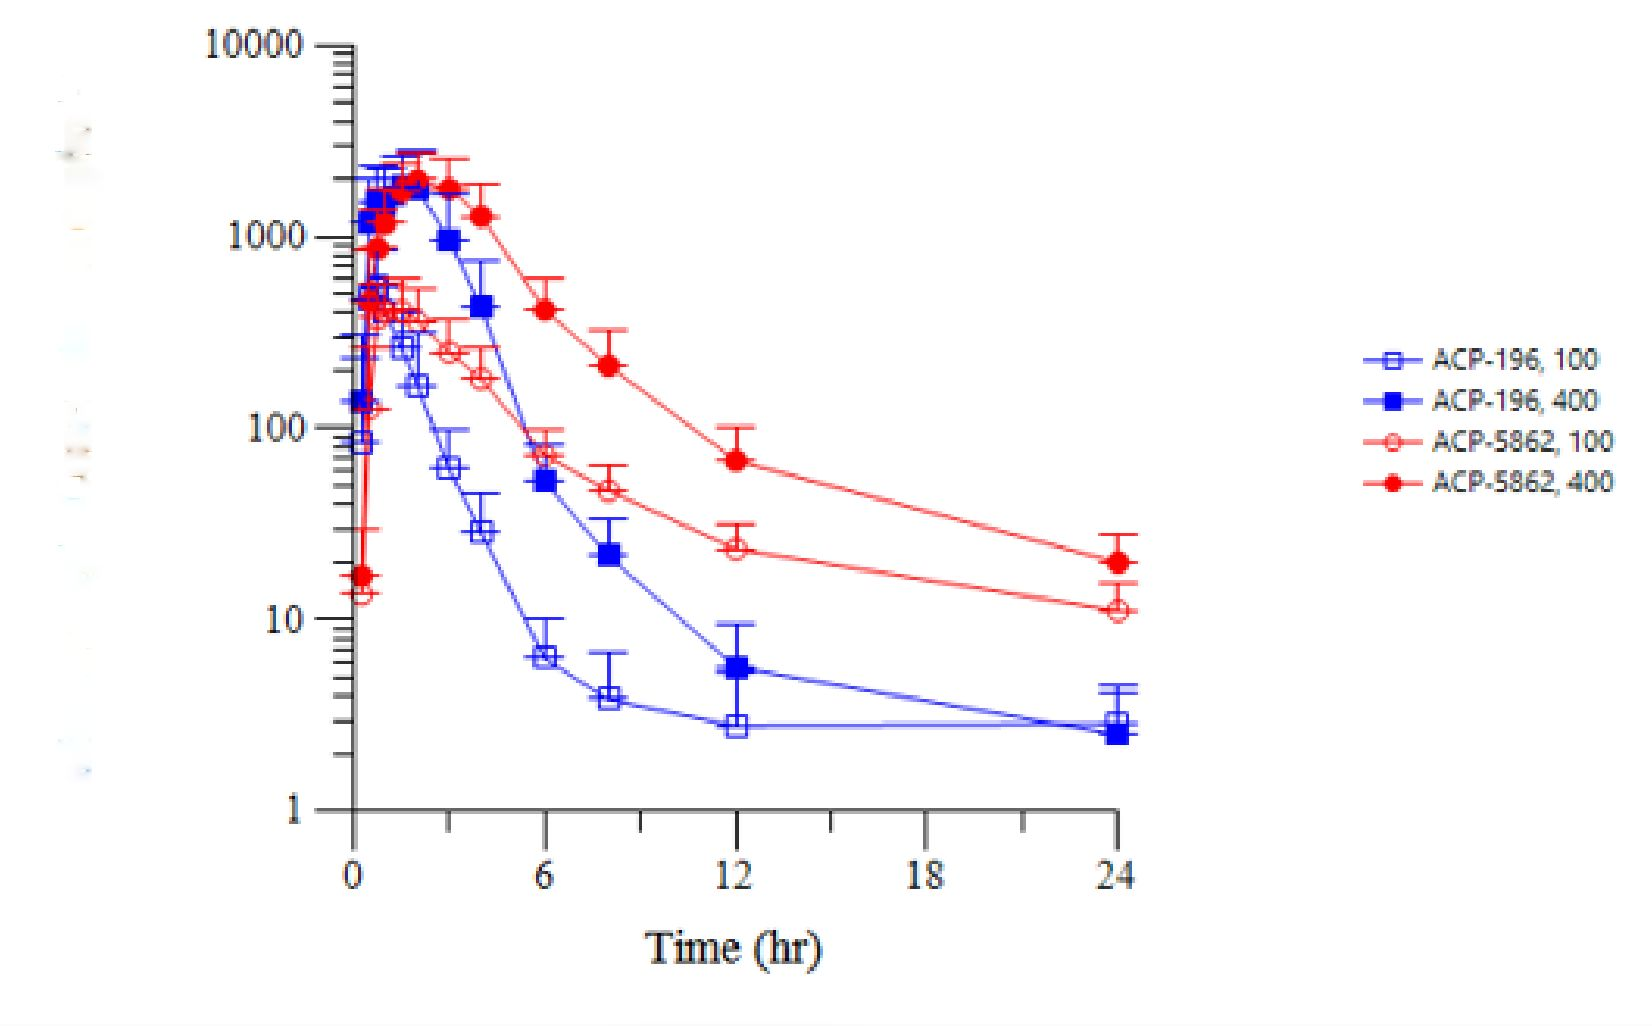 10000
1000
100
10
1
0 6 12 18 24
Time (hr)
ACP-196, 100
ACP-196, 400
ACP-5862, 100
ACP-5862, 400